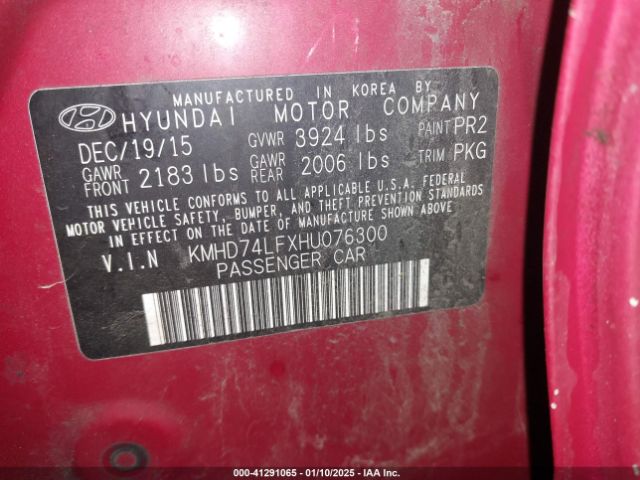 MANUFACTURED IN KOREA BY
HYUNDAI MOTOR COMPANY
DEC/19/15 GVWR 3924 lbs PAINT PR2
GAWR FRONT 2183 lbs GAWR REAR 2006 lbs TRIM PKG
THIS VEHICLE CONFORMS TO ALL APPLICABLE U.S.A. FEDERAL
MOTOR VEHICLE SAFETY, BUMPER, AND THEFT PREVENTION STANDARDS
IN EFFECT ON THE DATE OF MANUFACTURE SHOWN ABOVE.
V.I.N KMHD74LFXHU076300
PASSENGER CAR
000-41291065 - 01/10/2025 - IAA Inc.